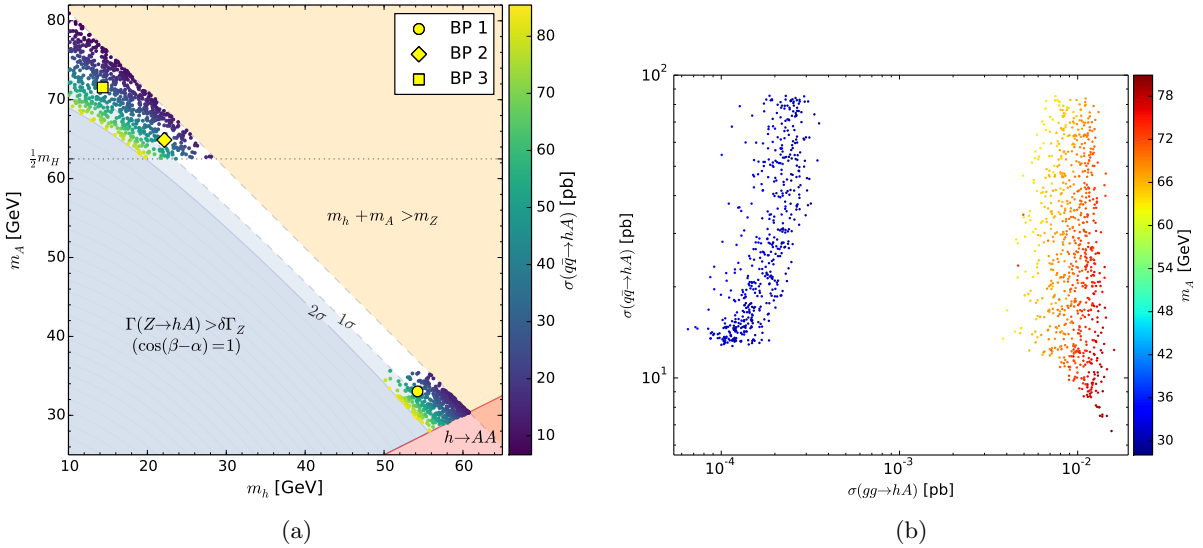 80
70
½m_H
60
50
40
30
m_A [GeV]
10
20
30
40
50
60
m_h [GeV]
BP 1
BP 2
BP 3
m_h + m_A > m_Z
2σ 1σ
Γ(Z→hA) > δΓ_Z
(cos(β−α) = 1)
h→AA
80
70
60
50
40
30
20
10
σ(qq̄→hA) [pb]
(a)
10²
10¹
σ(qq̄→hA) [pb]
10⁻⁴
10⁻³
10⁻²
σ(gg→hA) [pb]
78
72
66
60
54
48
42
36
30
m_A [GeV]
(b)